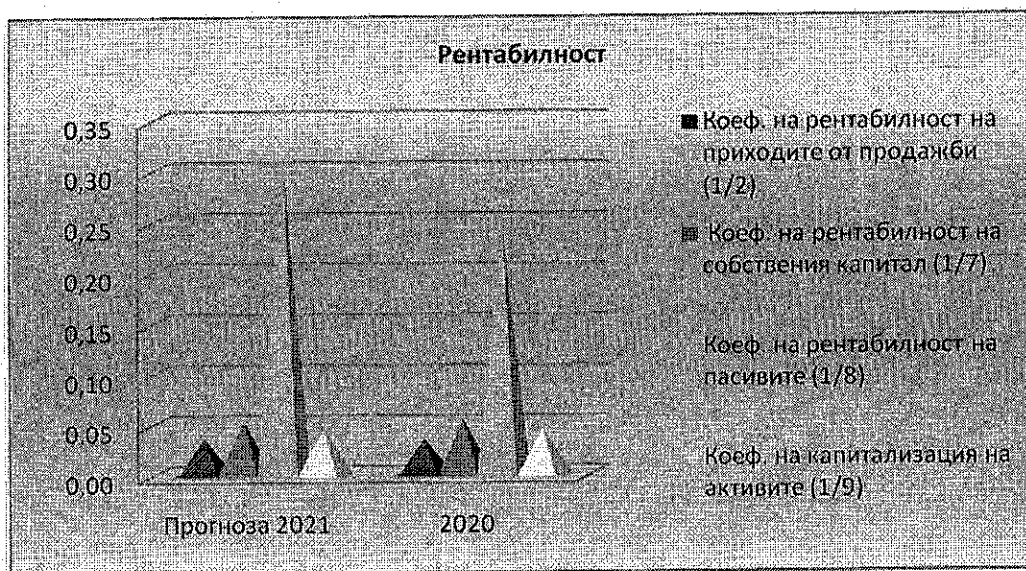 Рентабилност
0,35
0,30
0,25
0,20
0,15
0,10
0,05
0,00
Прогноза 2021
2020
Коеф. на рентабилност на
приходите от продажби
(1/2)
Коеф. на рентабилност на
собствения капитал (1/7)
Коеф. на рентабилност на
пасивите (1/8)
Коеф. на капитализация на
активите (1/9)